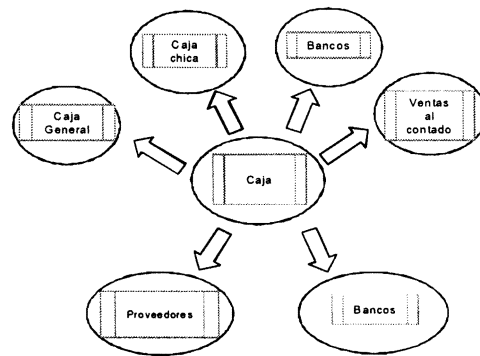 Caja
chica
Bancos
Caja
General
Ventas
al
contado
Caja
Proveedores
Bancos